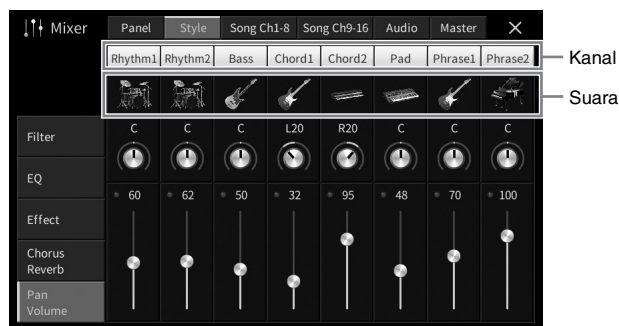 Mixer Panel Style Song Ch1-8 Song Ch9-16 Audio Master ×
Rhythm1 Rhythm2 Bass Chord1 Chord2 Pad Phrase1 Phrase2 Kanal
Suara
Filter C C C L20 R20 C C C
EQ
60 62 50 32 95 48 70 100
Effect
Chorus
Reverb
Pan
Volume